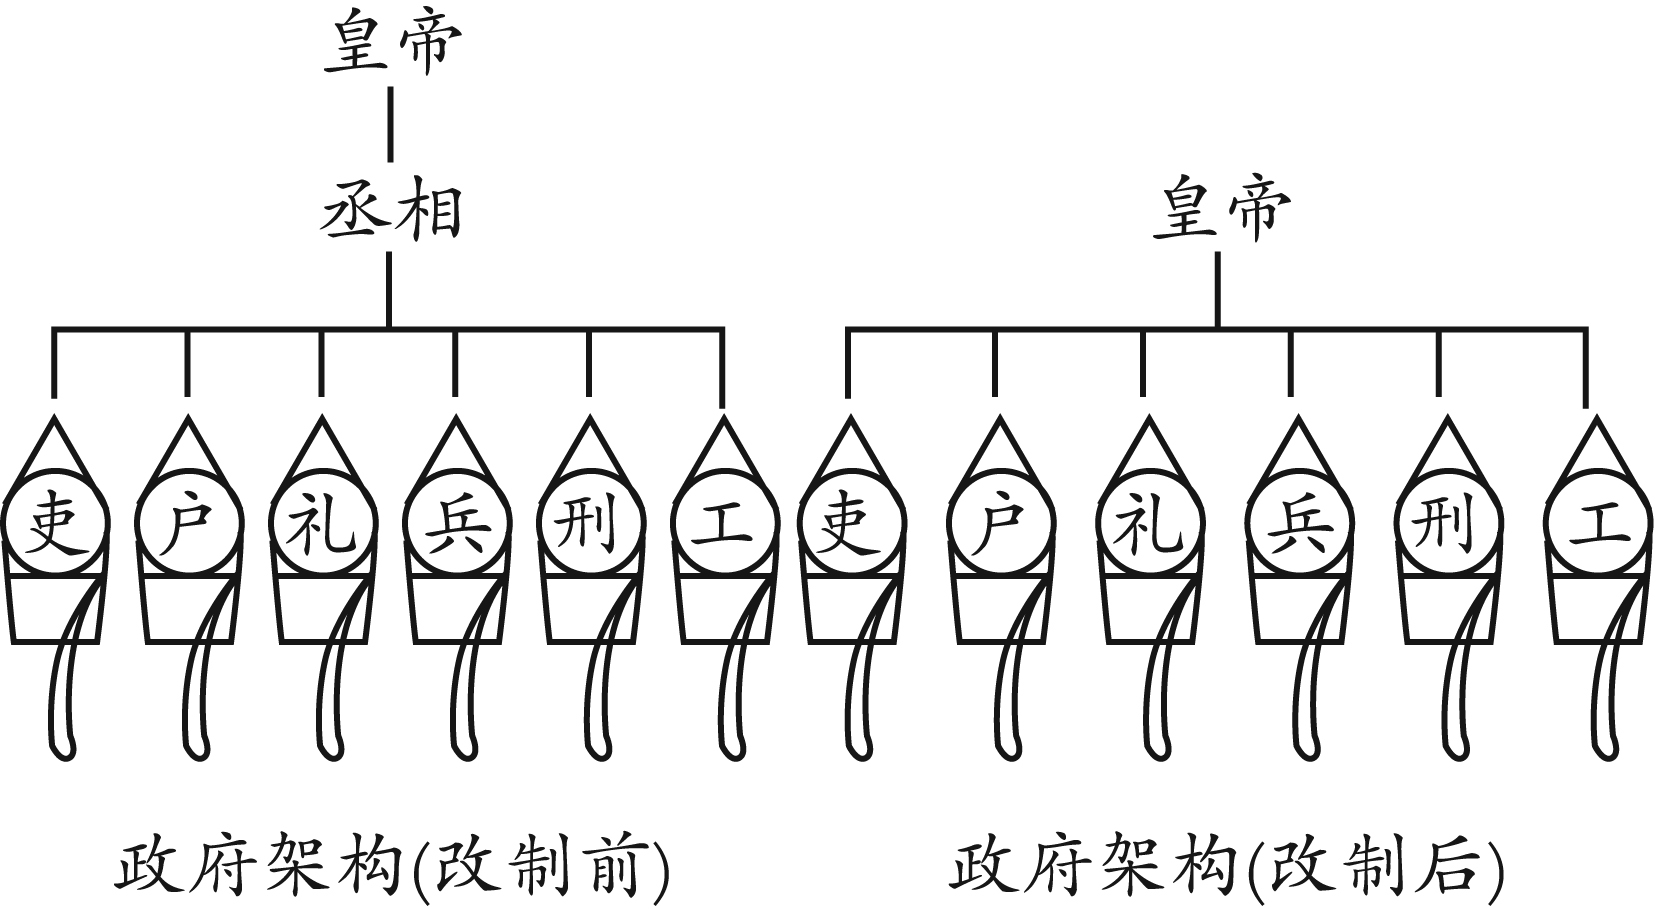 皇帝
丞相
皇帝
吏 户 礼 兵 刑 工 吏 户 礼 兵 刑 工
政府架构(改制前) 政府架构(改制后)